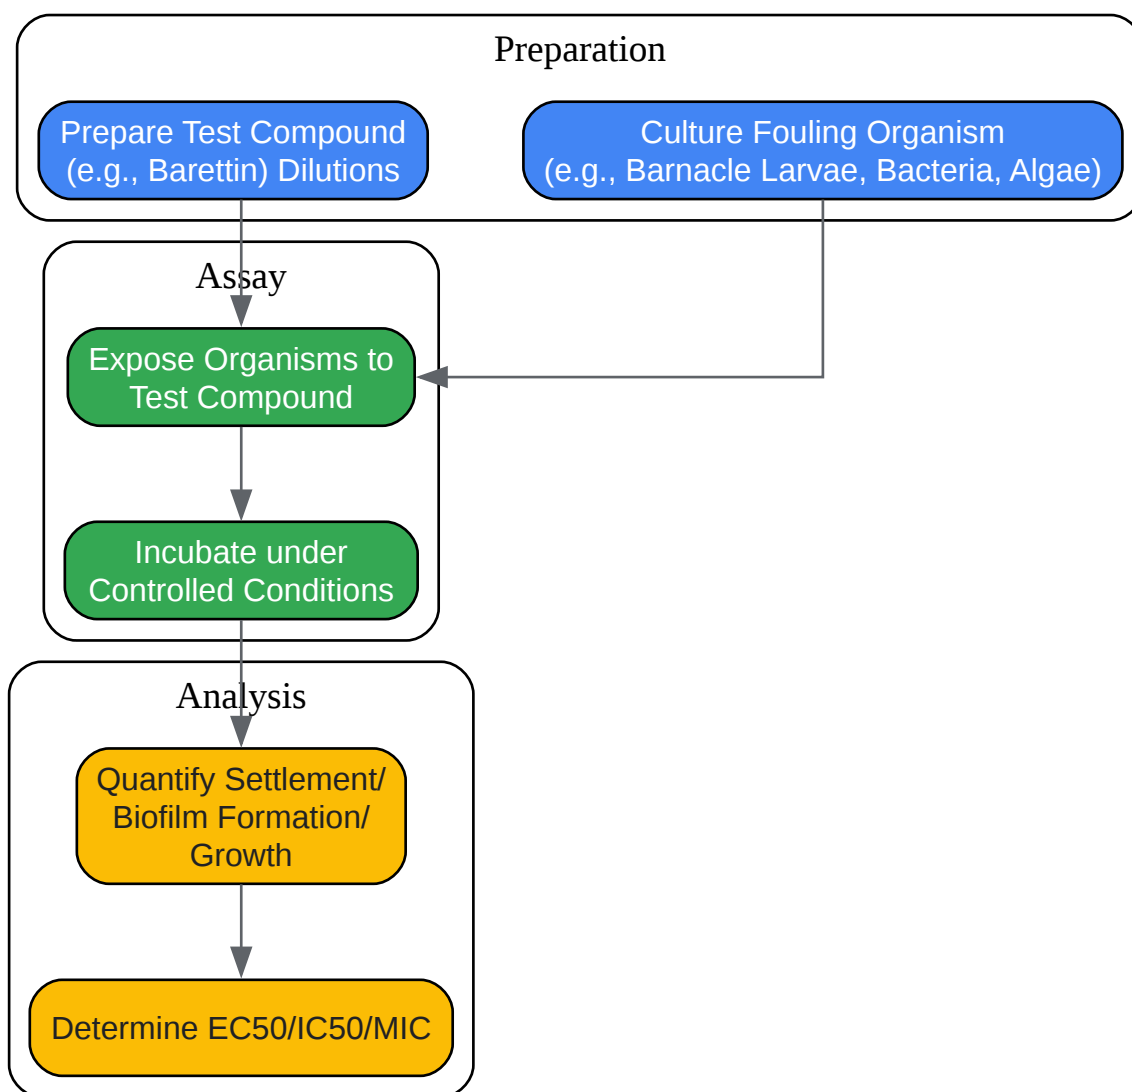 Preparation
Prepare Test Compound
(e.g., Barettin) Dilutions
Culture Fouling Organism
(e.g., Barnacle Larvae, Bacteria, Algae)
Assay
Expose Organisms to
Test Compound
Incubate under
Controlled Conditions
Analysis
Quantify Settlement/
Biofilm Formation/
Growth
Determine EC50/IC50/MIC